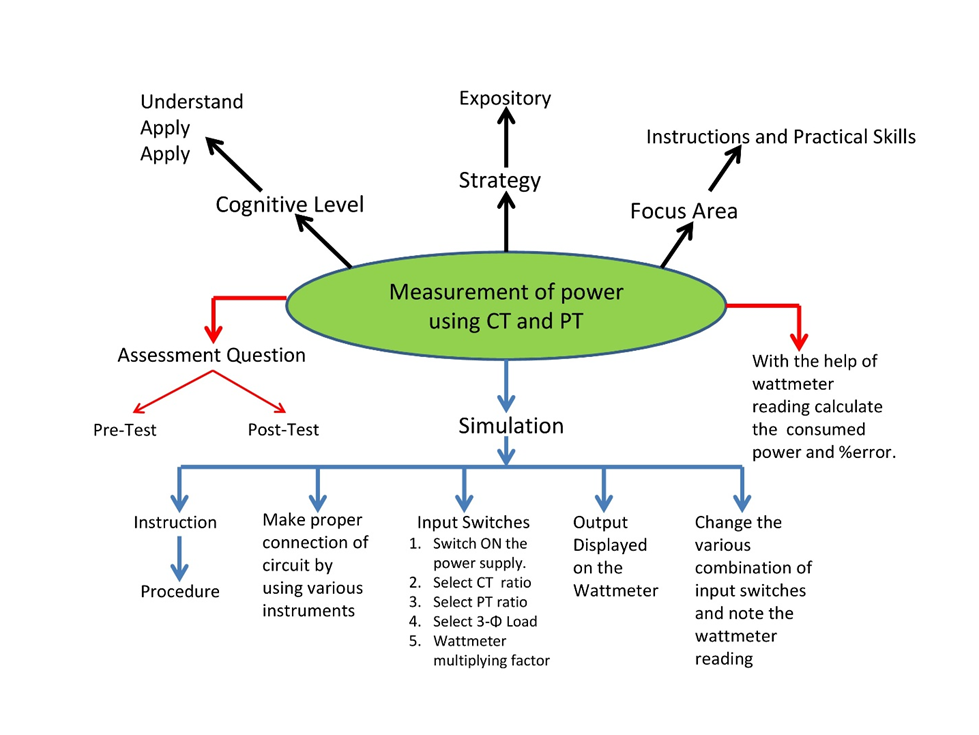 Understand
Apply
Apply
Cognitive Level
Expository
Strategy
Instructions and Practical Skills
Focus Area
Measurement of power
using CT and PT
Assessment Question
Pre-Test
Post-Test
With the help of
wattmeter
reading calculate
the consumed
power and %error.
Simulation
Instruction
Procedure
Make proper
connection of
circuit by
using various
instruments
Input Switches
1. Switch ON the
power supply.
2. Select CT ratio
3. Select PT ratio
4. Select 3-Φ Load
5. Wattmeter
multiplying factor
Output
Displayed
on the
Wattmeter
Change the
various
combination of
input switches
and note the
wattmeter
reading